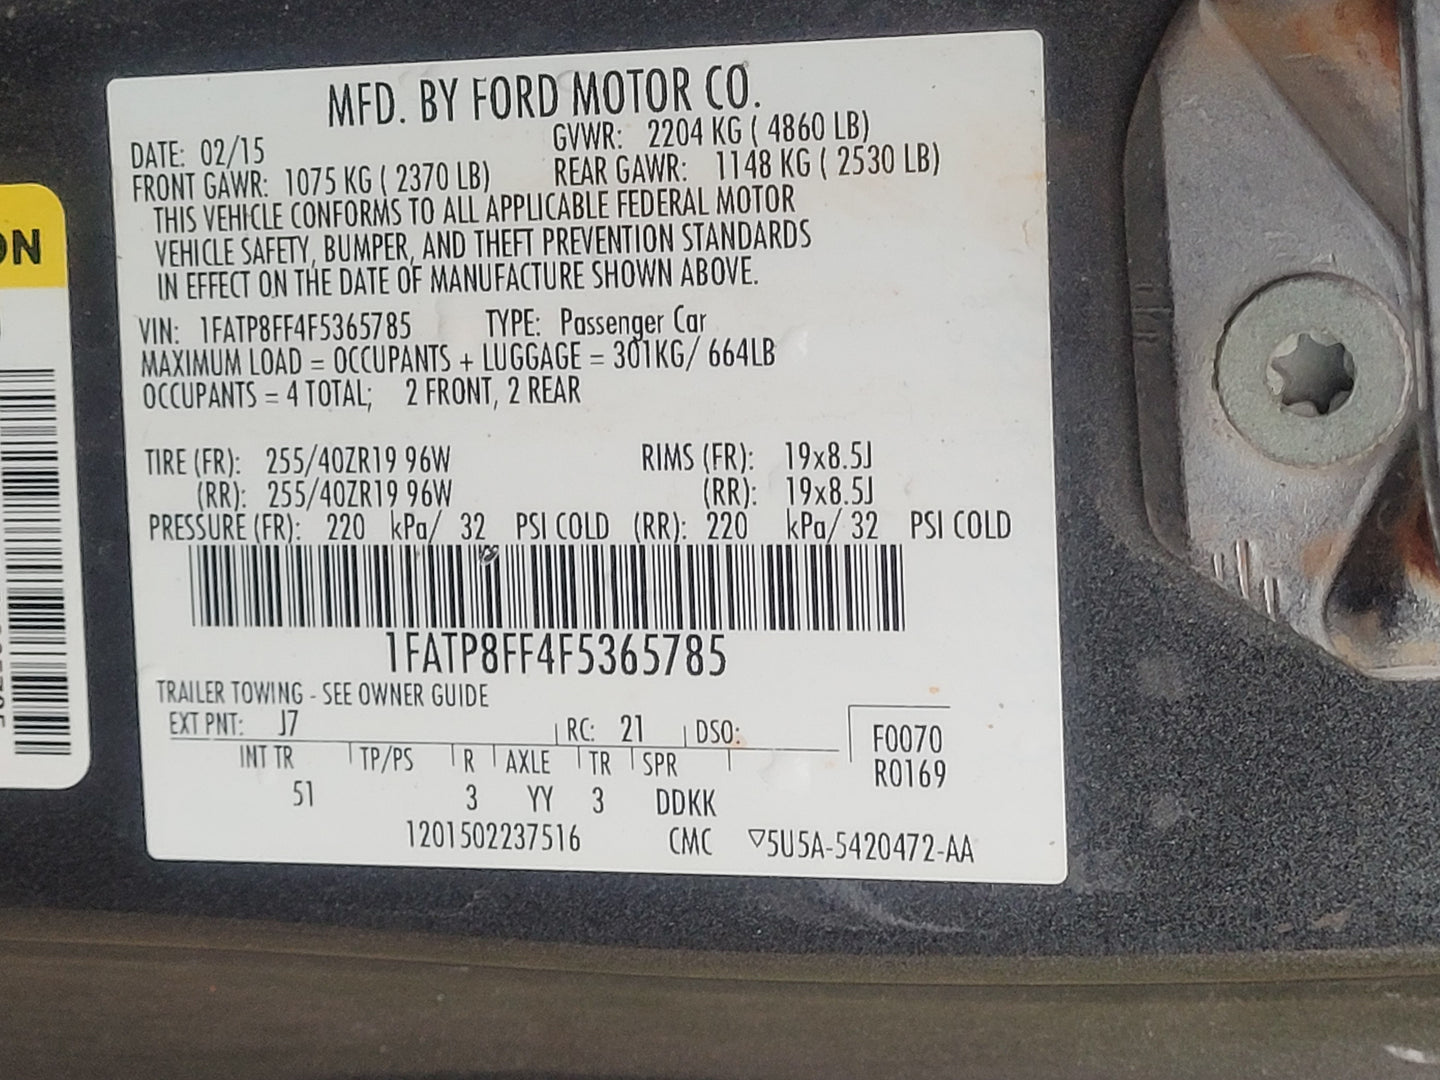 MFD. BY FORD MOTOR CO.
DATE: 02/15 GVWR: 2204 KG ( 4860 LB)
FRONT GAWR: 1075 KG ( 2370 LB) REAR GAWR: 1148 KG ( 2530 LB)
THIS VEHICLE CONFORMS TO ALL APPLICABLE FEDERAL MOTOR
VEHICLE SAFETY, BUMPER, AND THEFT PREVENTION STANDARDS
IN EFFECT ON THE DATE OF MANUFACTURE SHOWN ABOVE.
VIN: 1FATP8FF4F5365785 TYPE: Passenger Car
MAXIMUM LOAD = OCCUPANTS + LUGGAGE = 301KG/ 664LB
OCCUPANTS = 4 TOTAL; 2 FRONT, 2 REAR
TIRE (FR): 255/40ZR19 96W RIMS (FR): 19x8.5J
(RR): 255/40ZR19 96W (RR): 19x8.5J
PRESSURE (FR): 220 kPa/ 32 PSI COLD (RR): 220 kPa/ 32 PSI COLD
1FATP8FF4F5365785
TRAILER TOWING - SEE OWNER GUIDE
EXT PNT: J7 RC: 21 DSO: F0070
INT TR TP/PS R AXLE TR SPR R0169
51 3 YY 3 DDKK
1201502237516 CMC ▽5U5A-5420472-AA
ON